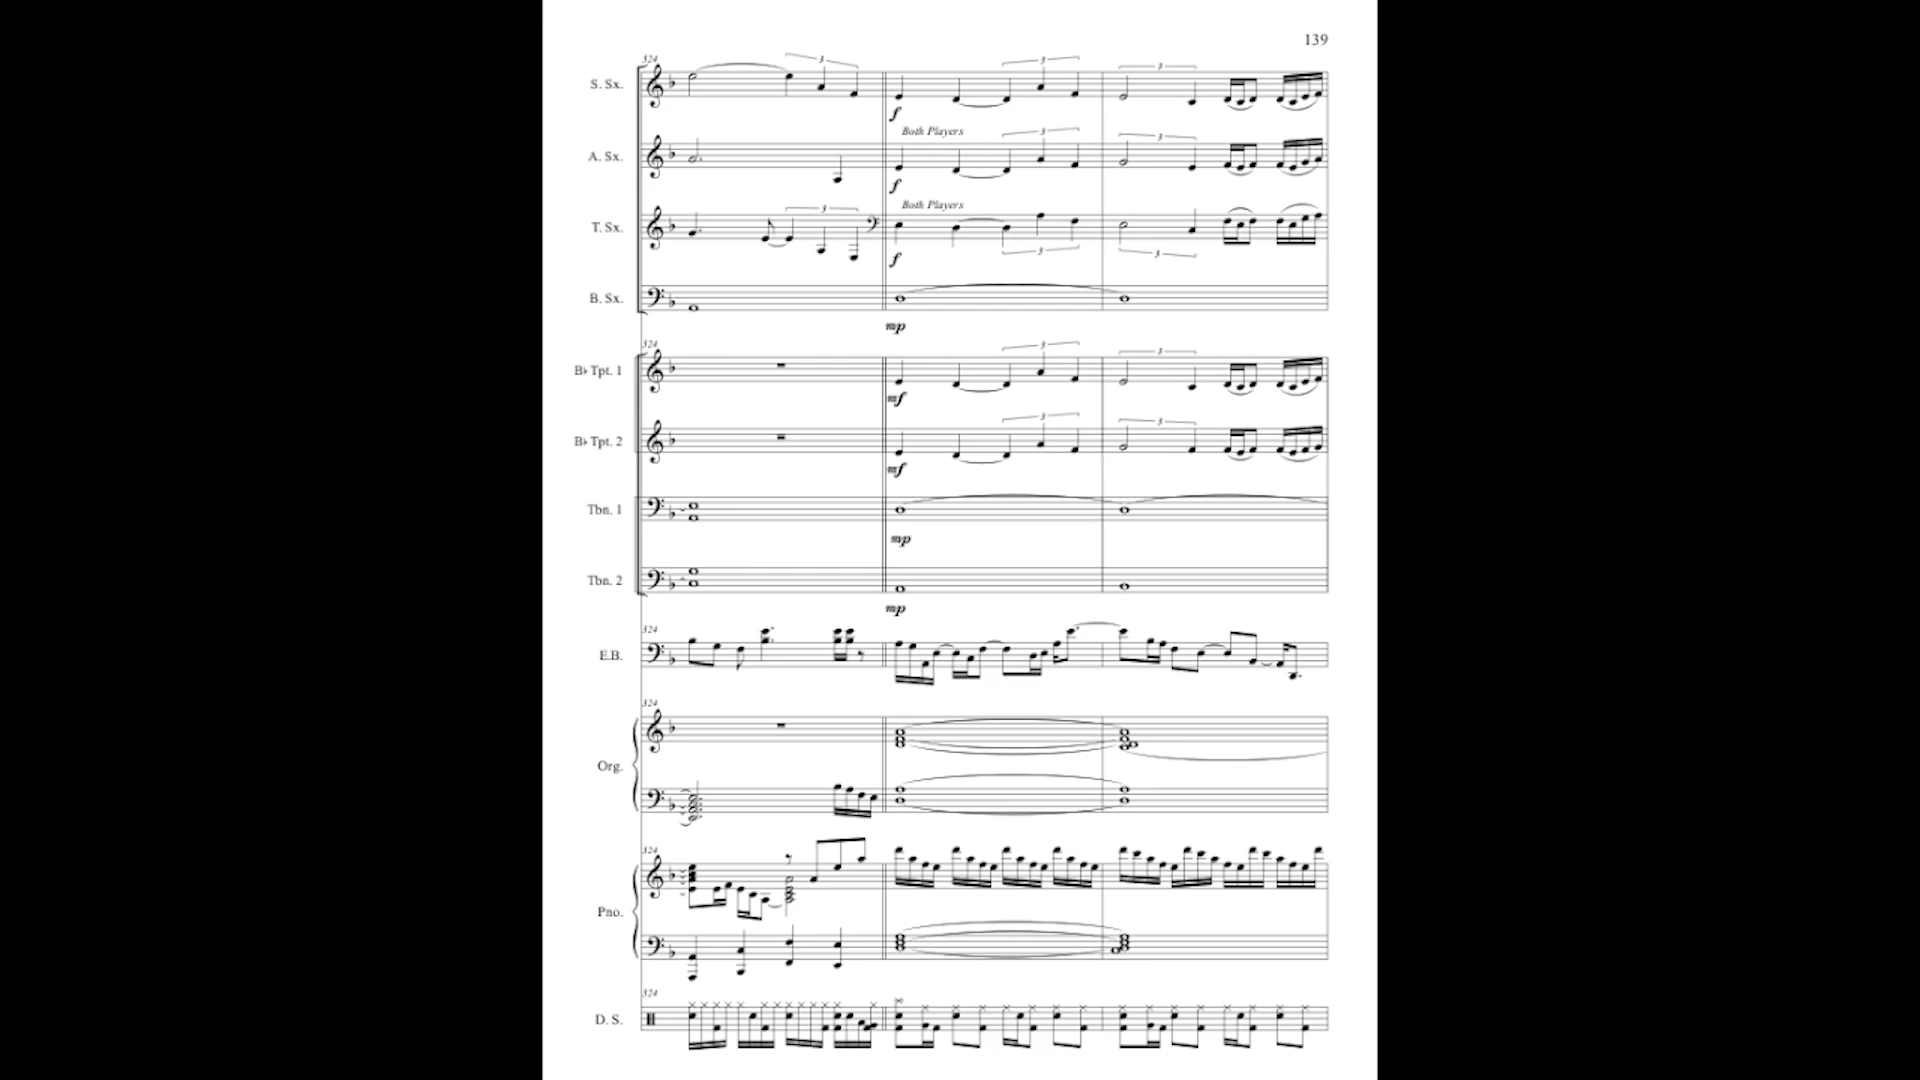 139
324
3
3
3
S. Sx.
f
Both Players
3
3
A. Sx.
f
Both Players
3
T. Sx.
f
3
3
B. Sx.
mp
324
3
3
B♭ Tpt. 1
mf
3
3
B♭ Tpt. 2
mf
Tbn. 1
mp
Tbn. 2
mp
324
E.B.
324
Org.
324
Pno.
324
D. S.